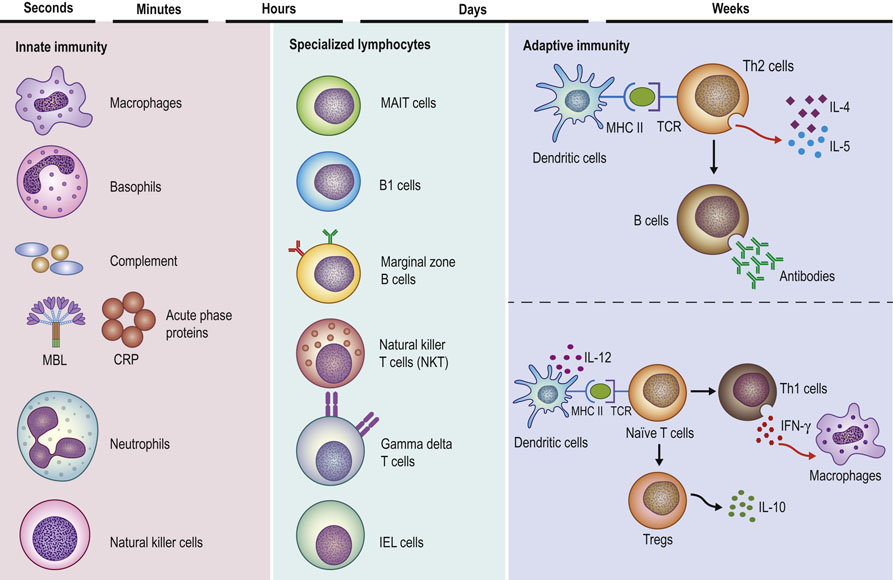 Seconds
Minutes
Hours
Days
Weeks
Innate immunity
Macrophages
Basophils
Complement
Acute phase
proteins
MBL
CRP
Neutrophils
Natural killer cells
Specialized lymphocytes
MAIT cells
B1 cells
Marginal zone
B cells
Natural killer
T cells (NKT)
Gamma delta
T cells
IEL cells
Adaptive immunity
Th2 cells
MHC II
TCR
Dendritic cells
IL-4
IL-5
B cells
Antibodies
IL-12
MHC II
TCR
Dendritic cells
Naïve T cells
Th1 cells
IFN-γ
Macrophages
Tregs
IL-10